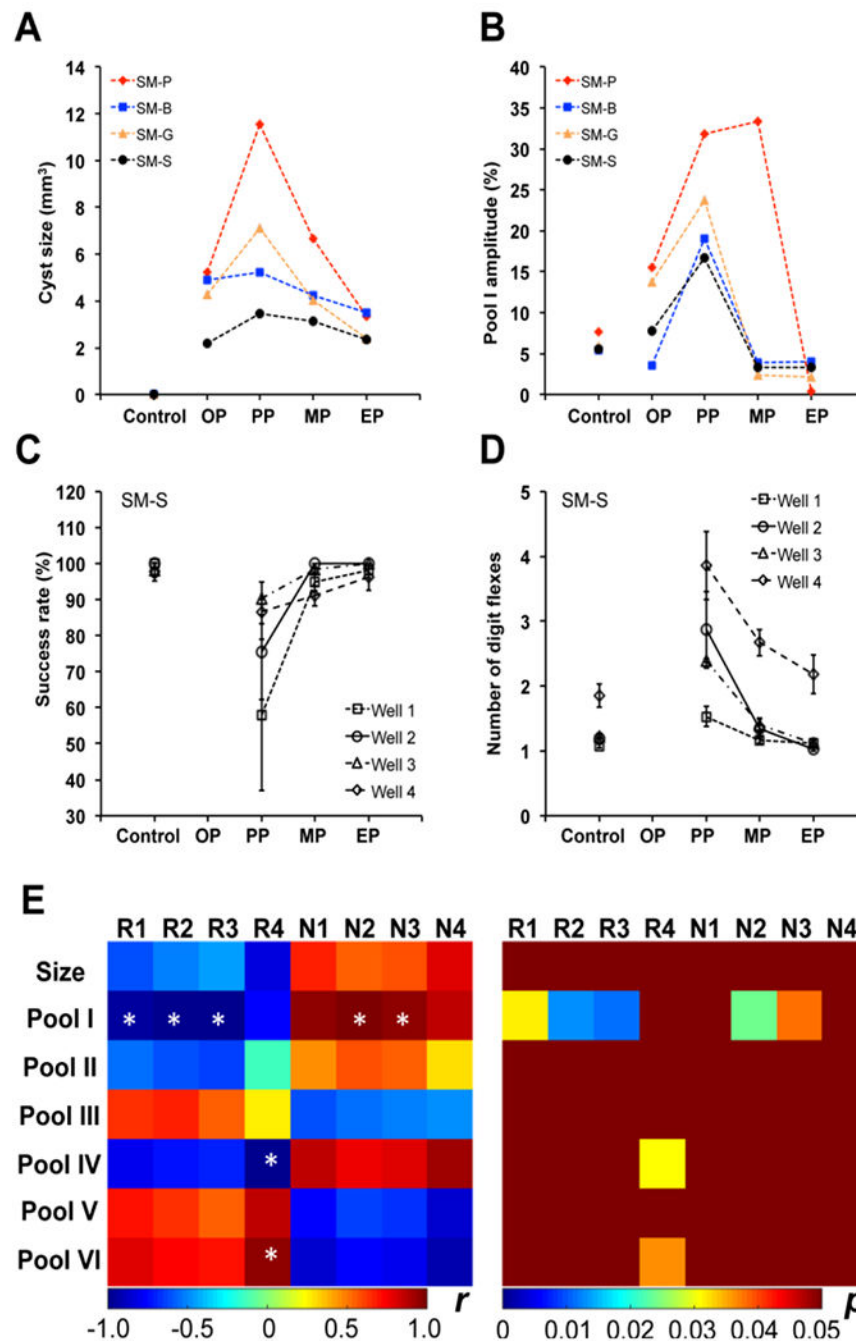 A
Cyst size (mm³)
14
12
10
8
6
4
2
0
SM-P
SM-B
SM-G
SM-S
Control OP PP MP EP
B
Pool I amplitude (%)
40
35
30
25
20
15
10
5
0
SM-P
SM-B
SM-G
SM-S
Control OP PP MP EP
C
SM-S
Success rate (%)
120
110
100
90
80
70
60
50
40
30
Well 1
Well 2
Well 3
Well 4
Control OP PP MP EP
D
SM-S
Number of digit flexes
5
4
3
2
1
0
Well 1
Well 2
Well 3
Well 4
Control OP PP MP EP
E
R1 R2 R3 R4 N1 N2 N3 N4
Size
Pool I * * * * *
Pool II
Pool III
Pool IV *
Pool V
Pool VI *
-1.0 -0.5 0 0.5 1.0 r
R1 R2 R3 R4 N1 N2 N3 N4
0 0.01 0.02 0.03 0.04 0.05 p